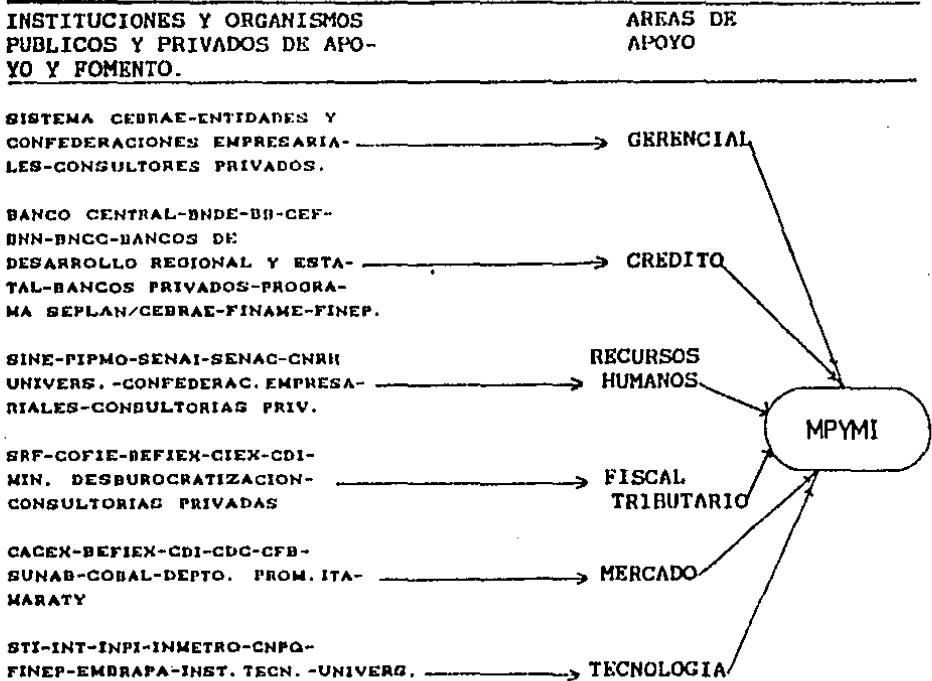 INSTITUCIONES Y ORGANISMOS AREAS DE
PUBLICOS Y PRIVADOS DE APO- APOYO
YO Y FOMENTO.
SISTEMA CEBRAE-ENTIDADES Y
CONFEDERACIONES EMPRESARIA- GERENCIAL
LES-CONSULTORES PRIVADOS.
BANCO CENTRAL-BNDE-BB-CEF-
BNN-BNCC-BANCOS DE
DESARROLLO REGIONAL Y ESTA- CREDITO
TAL-BANCOS PRIVADOS-PROGRA-
MA SEPLAN/CEBRAE-FINAME-FINEP.
SINE-PIPMO-SENAI-SENAC-CNRH RECURSOS
UNIVERS.-CONFEDERAC. EMPRESA- HUMANOS
RIALES-CONSULTORIAS PRIV.
MPYMI
SRF-COFIE-BEFIEX-CIEX-CDI-
MIN. DESBUROCRATIZACION- FISCAL
CONSULTORIAS PRIVADAS TRIBUTARIO
CACEX-BEFIEX-CDI-CDC-CFB-
SUNAB-COBAL-DEPTO. PROM. ITA- MERCADO
MARATY
STI-INT-INPI-INMETRO-CNPQ-
FINEP-EMBRAPA-INST. TECN.-UNIVERS. TECNOLOGIA